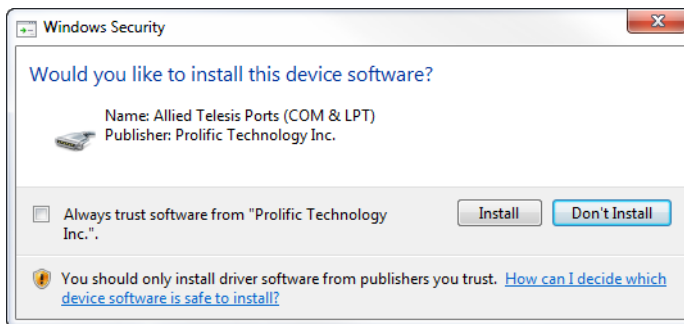 Windows Security
Would you like to install this device software?
Name: Allied Telesis Ports (COM & LPT)
Publisher: Prolific Technology Inc.
Always trust software from "Prolific Technology
Inc.".
Install
Don't Install
You should only install driver software from publishers you trust. How can I decide which
device software is safe to install?